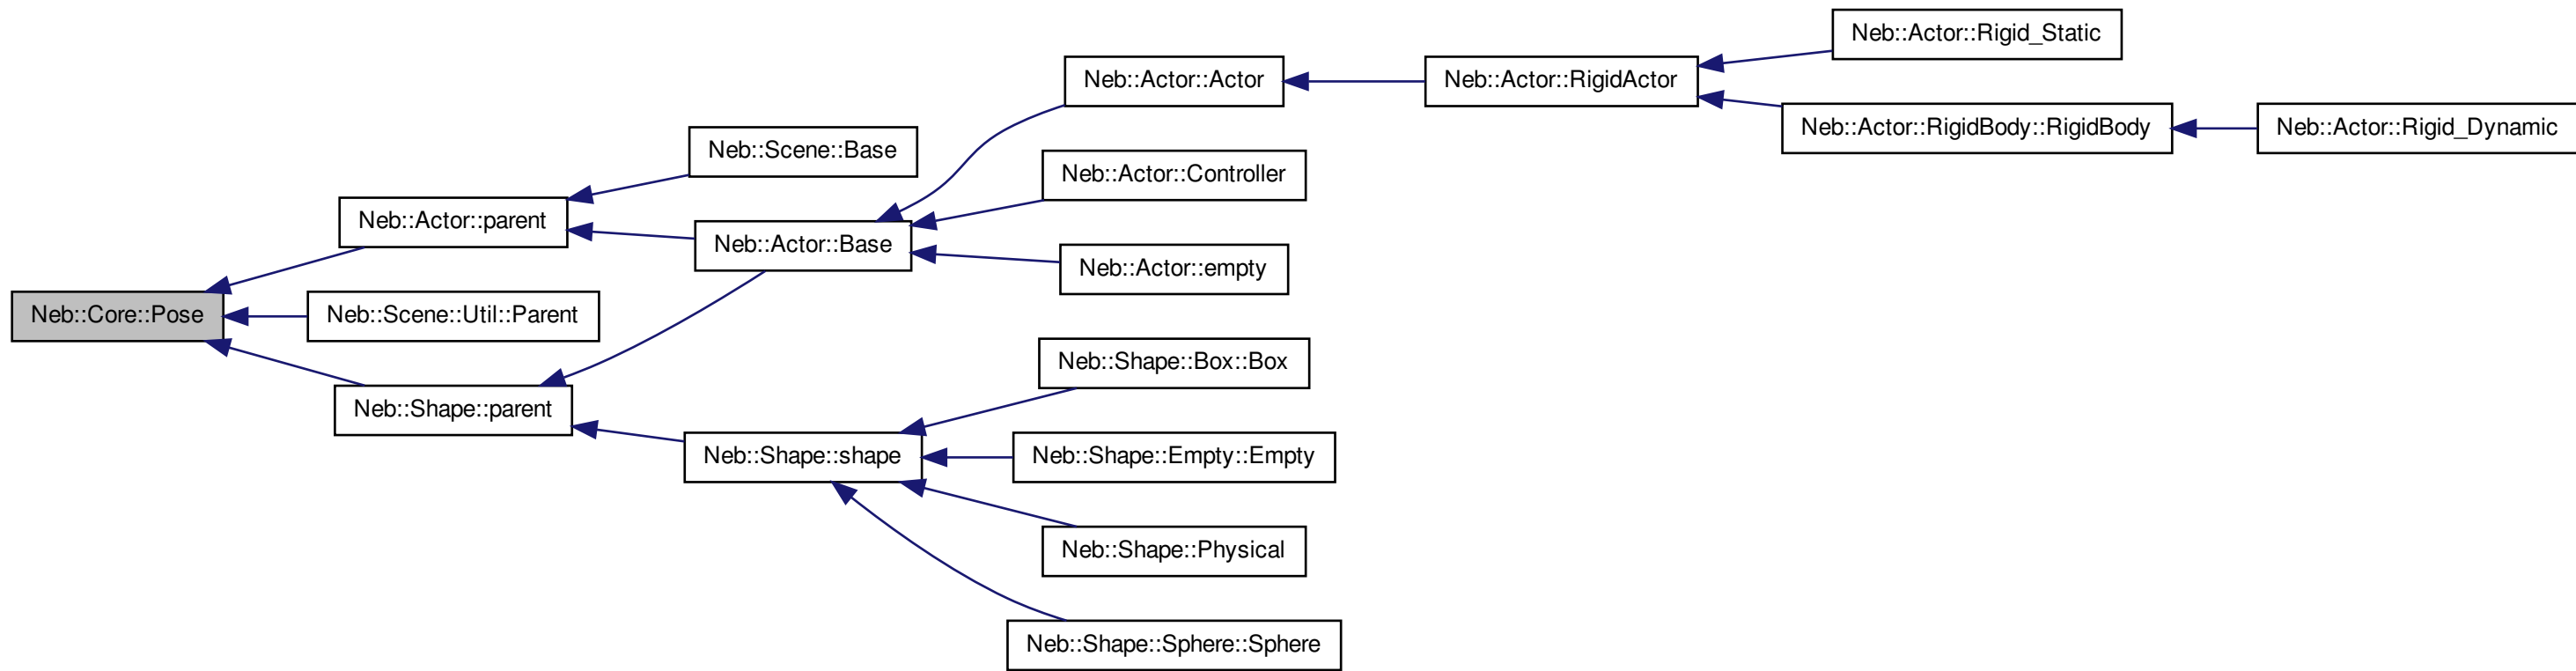 Neb::Actor::Rigid_Static
Neb::Actor::Actor
Neb::Actor::RigidActor
Neb::Actor::RigidBody::RigidBody
Neb::Actor::Rigid_Dynamic
Neb::Scene::Base
Neb::Actor::Controller
Neb::Actor::parent
Neb::Actor::Base
Neb::Actor::empty
Neb::Core::Pose
Neb::Scene::Util::Parent
Neb::Shape::Box::Box
Neb::Shape::parent
Neb::Shape::shape
Neb::Shape::Empty::Empty
Neb::Shape::Physical
Neb::Shape::Sphere::Sphere